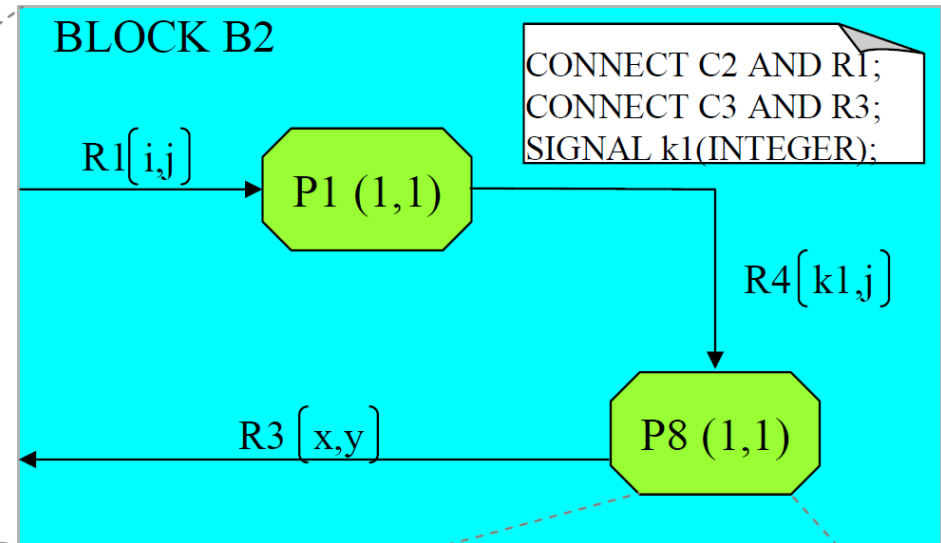 BLOCK B2
CONNECT C2 AND R1;
CONNECT C3 AND R3;
SIGNAL k1(INTEGER);
R1[i,j]
P1 (1,1)
R4[k1,j]
R3 [x,y]
P8 (1,1)